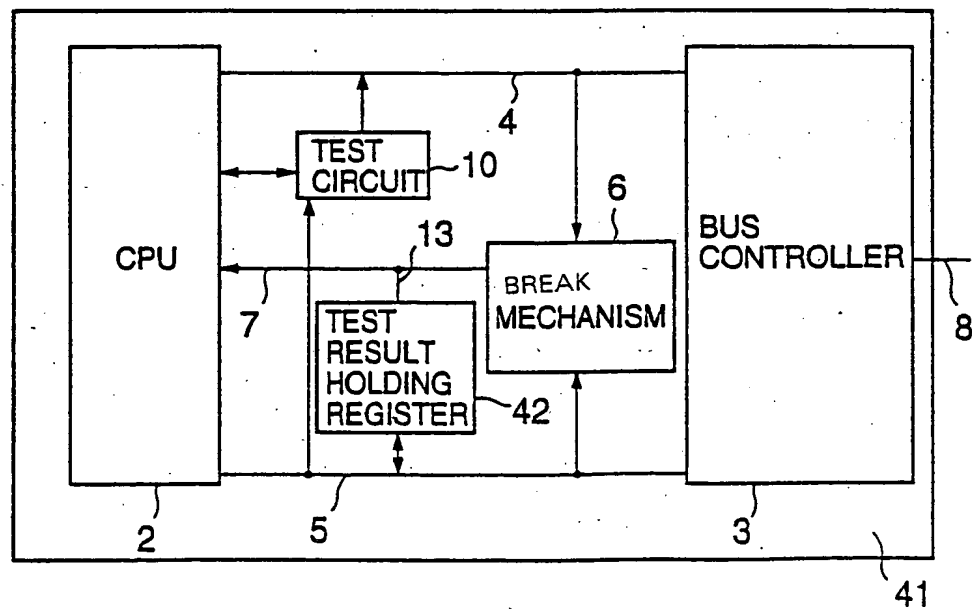 4
TEST
CIRCUIT
10
6
CPU
13
BUS
CONTROLLER
BREAK
MECHANISM
7
8
TEST
RESULT
HOLDING
REGISTER
42
2
5
3
41